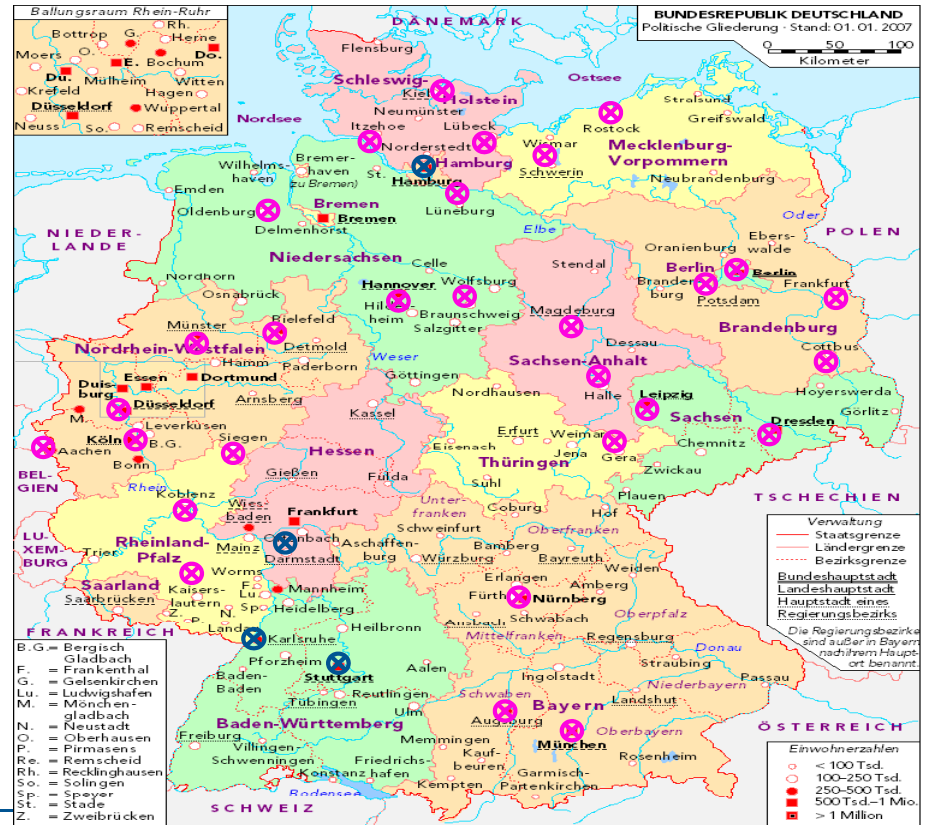 Ballungsraum Rhein-Ruhr
Rh.
Bottrop
G.
Herne
Moers
O.
E.
Bochum
Do.
Du.
Mülheim
Witten
Krefeld
Hagen
Düsseldorf
Wuppertal
Neuss
So.
Remscheid
DÄNEMARK
BUNDESREPUBLIK DEUTSCHLAND
Politische Gliederung · Stand: 01. 01. 2007
0 50 100
Kilometer
Flensburg
Schleswig-
Holstein
Kiel
Ostsee
Nordsee
Neumünster
Itzehoe
Lübeck
Norderstedt
Stralsund
Greifswald
Rostock
Wismar
Mecklenburg-
Vorpommern
Schwerin
Neubrandenburg
Hamburg
Hamburg
St.
Wilhelms-
haven
Bremer-
haven
(zu Bremen)
Emden
Oldenburg
Bremen
Bremen
Delmenhorst
Lüneburg
Elbe
Oder
NIEDER-
LANDE
POLEN
Niedersachsen
Celle
Stendal
Oranienburg
Ebers-
walde
Berlin
Berlin
Branden-
burg
Potsdam
Frankfurt
Brandenburg
Nordhorn
Osnabrück
Hannover
Wolfsburg
Hildes-
heim
Braunschweig
Salzgitter
Magdeburg
Dessau
Sachsen-Anhalt
Cottbus
Münster
Bielefeld
Detmold
Nordrhein-Westfalen
Hamm
Paderborn
Weser
Göttingen
Nordhausen
Halle
Leipzig
Hoyerswerda
Görlitz
Sachsen
Dresden
Duis-
burg
Essen
Dortmund
M.
Düsseldorf
Arnsberg
Kassel
Leverkusen
Köln
B.G.
Siegen
Aachen
Bonn
Hessen
Erfurt
Weimar
Eisenach
Jena
Gera
Thüringen
Chemnitz
Zwickau
Suhl
Plauen
BEL-
GIEN
Rhein
Koblenz
Gießen
Fulda
Wies-
baden
Frankfurt
Offenbach
Mainz
Darmstadt
Aschaffen-
burg
Unter-
franken
Schweinfurt
Coburg
Hof
Oberfranken
Bamberg
Bayreuth
Würzburg
TSCHECHIEN
LU-
XEM-
BURG
Rheinland-
Pfalz
Trier
Worms
Saarland
Saarbrücken
Kaisers-
lautern
F.
Lu.
Sp.
Z.
P.
N.
Landau
Mannheim
Heidelberg
Erlangen
Fürth
Nürnberg
Weiden
Amberg
Oberpfalz
Ansbach
Schwabach
Mittelfranken
Regensburg
Donau
FRANKREICH
Karlsruhe
Heilbronn
Pforzheim
Stuttgart
Baden-
Baden
Aalen
Tübingen
Reutlingen
Ingolstadt
Straubing
Passau
Niederbayern
Landshut
Schwaben
Bayern
Augsburg
Oberbayern
München
Ulm
Baden-Württemberg
Freiburg
Villingen-
Schwenningen
Memmingen
Kauf-
beuren
Rosenheim
Konstanz
Friedrichs-
hafen
Kempten
Garmisch-
Partenkirchen
Bodensee
SCHWEIZ
ÖSTERREICH
Verwaltung
Staatsgrenze
Ländergrenze
Bezirksgrenze
Bundeshauptstadt
Landeshauptstadt
Hauptstadt eines
Regierungsbezirks
Die Regierungsbezirke
sind außer in Bayern
nach ihrem Haupt-
ort benannt.
B.G.= Bergisch
Gladbach
F. = Frankenthal
G. = Gelsenkirchen
Lu. = Ludwigshafen
M. = Mönchen-
gladbach
N. = Neustadt
O. = Oberhausen
P. = Pirmasens
Re. = Remscheid
Rh. = Recklinghausen
So. = Solingen
Sp. = Speyer
St. = Stade
Z. = Zweibrücken
Einwohnerzahlen
< 100 Tsd.
100–250 Tsd.
250–500 Tsd.
500 Tsd.–1 Mio.
> 1 Million